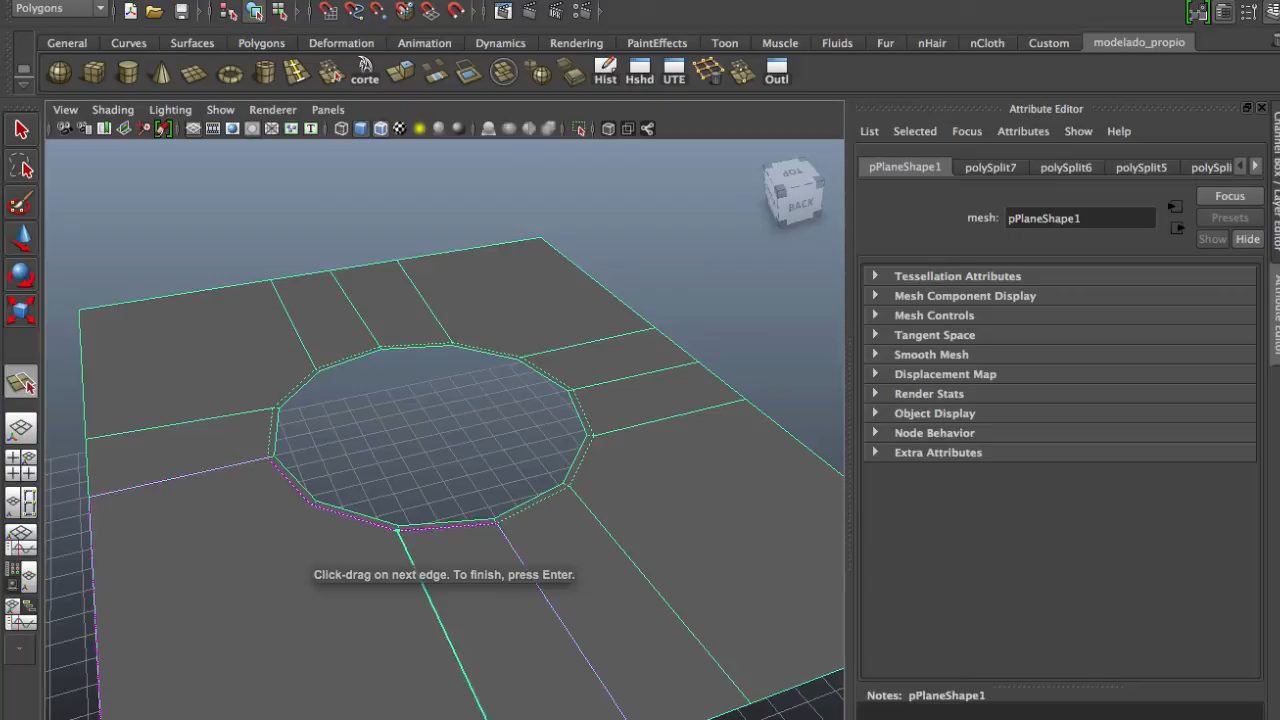 Polygons
General Curves Surfaces Polygons Deformation Animation Dynamics Rendering PaintEffects Toon Muscle Fluids Fur nHair nCloth Custom modelado_propio
corte Hist Hshd UTE Outl
View Shading Lighting Show Renderer Panels
Attribute Editor
List Selected Focus Attributes Show Help
pPlaneShape1 polySplit7 polySplit6 polySplit5 polySpli
Focus
mesh: pPlaneShape1
Presets
Show Hide
TOP
BACK
Tessellation Attributes
Mesh Component Display
Mesh Controls
Tangent Space
Smooth Mesh
Displacement Map
Render Stats
Object Display
Node Behavior
Extra Attributes
Click-drag on next edge. To finish, press Enter.
Notes: pPlaneShape1